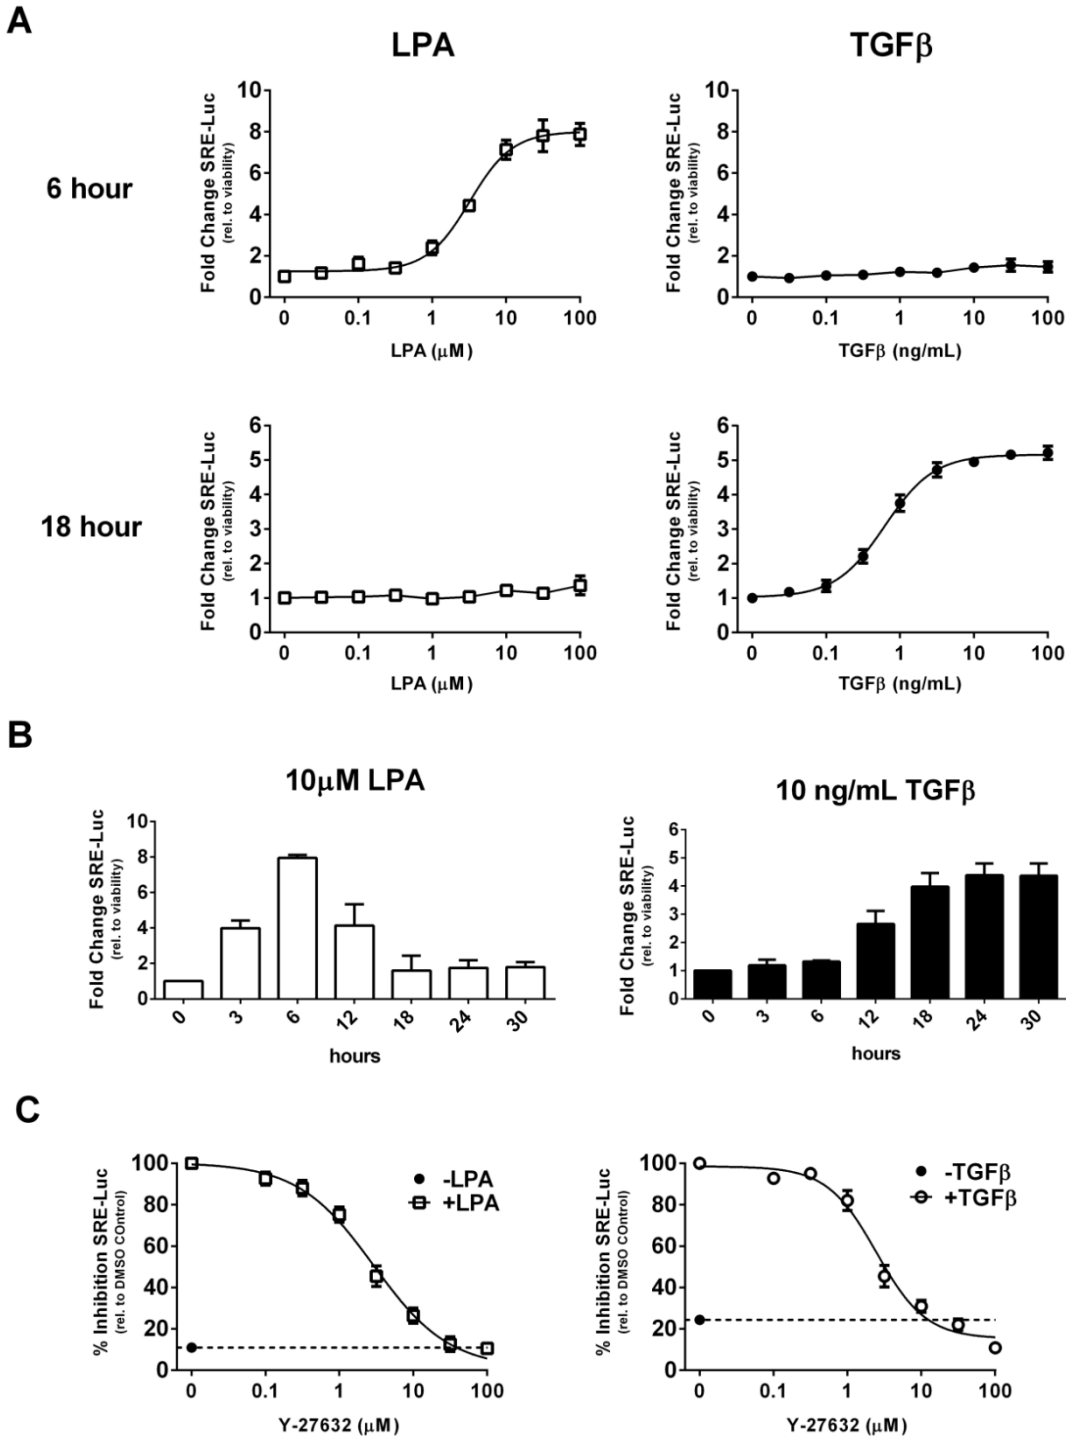 A
LPA
TGFβ
6 hour
Fold Change SRE-Luc
(rel. to viability)
10
8
6
4
2
0
0 0.1 1 10 100
LPA (μM)
Fold Change SRE-Luc
(rel. to viability)
10
8
6
4
2
0
0 0.1 1 10 100
TGFβ (ng/mL)
18 hour
Fold Change SRE-Luc
(rel. to viability)
6
5
4
3
2
1
0
0 0.1 1 10 100
LPA (μM)
Fold Change SRE-Luc
(rel. to viability)
6
5
4
3
2
1
0
0 0.1 1 10 100
TGFβ (ng/mL)
B
10μM LPA
Fold Change SRE-Luc
(rel. to viability)
10
8
6
4
2
0
0 3 6 12 18 24 30
hours
10 ng/mL TGFβ
Fold Change SRE-Luc
(rel. to viability)
6
5
4
3
2
1
0
0 3 6 12 18 24 30
hours
C
% Inhibition SRE-Luc
(rel. to DMSO COntrol)
100
80
60
40
20
0
-LPA
+LPA
0 0.1 1 10 100
Y-27632 (μM)
% Inhibition SRE-Luc
(rel. to DMSO COntrol)
100
80
60
40
20
0
-TGFβ
+TGFβ
0 0.1 1 10 100
Y-27632 (μM)